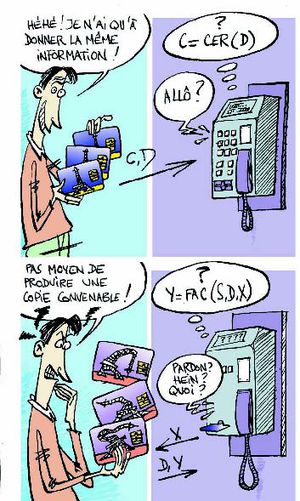 HÉHÉ! JE N'AI QU'À
DONNER LA MÊME
INFORMATION!
?
C=CER(D)
ALLÔ?
C,D
PAS MOYEN DE
PRODUIRE UNE
COPIE CONVENABLE!
?
Y=FAC(S,D,X)
PARDON?
HEIN?
QUOI?
X
D,Y